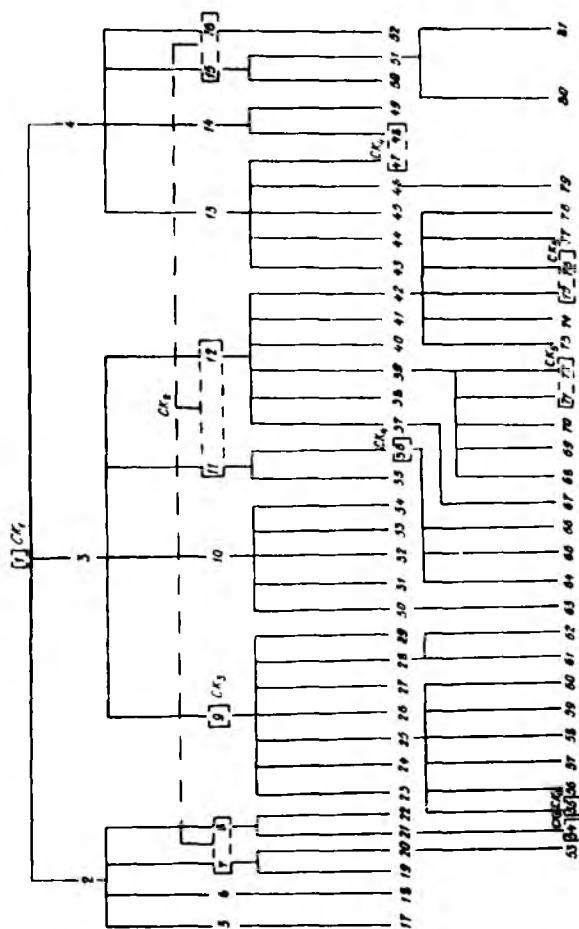 [1] CK₁
2 3 4
CK₂
5 6 [7 8] [9] CK₃ 10 [11 12] 13 14 [15 16]
CK₄ CK₄
17 18 19 20 21 22 23 24 25 26 27 28 29 30 31 32 33 34 35 [36] 37 38 39 40 41 42 43 44 45 46 [47 48] 49 50 51 52
CK₅ CK₅
53 [54] [55] 56 57 58 59 60 61 62 63 64 65 66 67 68 69 70 [71 72] 73 74 [75 76] 77 78 79 80 81